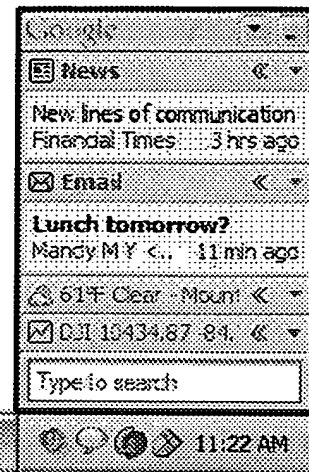 Google
News
New lines of communication
Financial Times 3 hrs ago
Email
Lunch tomorrow?
Mandy M Y <.. 11 min ago
61°F Clear - Mount
DJI 10434.87 -84.
Type to search
11:22 AM